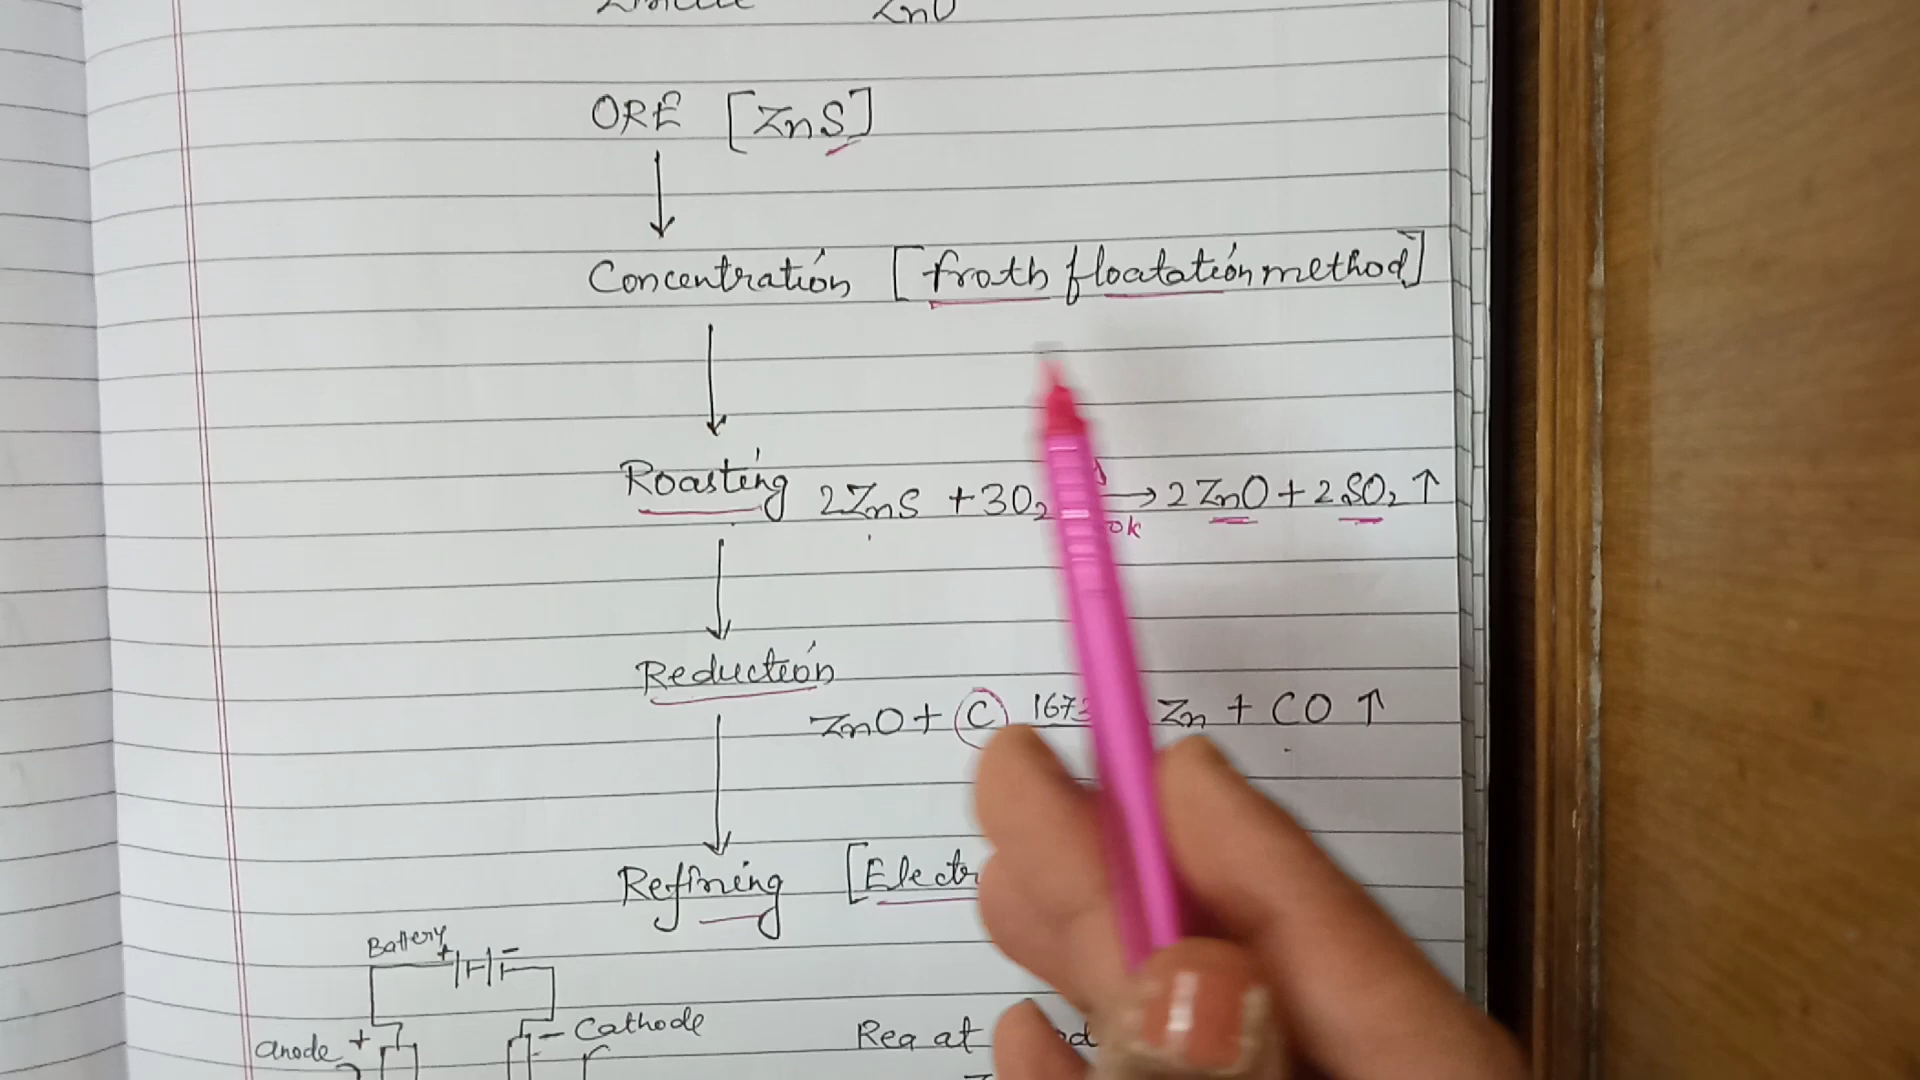 ZnO
ORE [ZnS]
Concentration [froth floatation method]
Roasting 2ZnS + 3O₂ → 2ZnO + 2SO₂ ↑
Reduction
ZnO + C Zn + CO ↑
Refining
Battery + -
anode +
- Cathode
Rea at